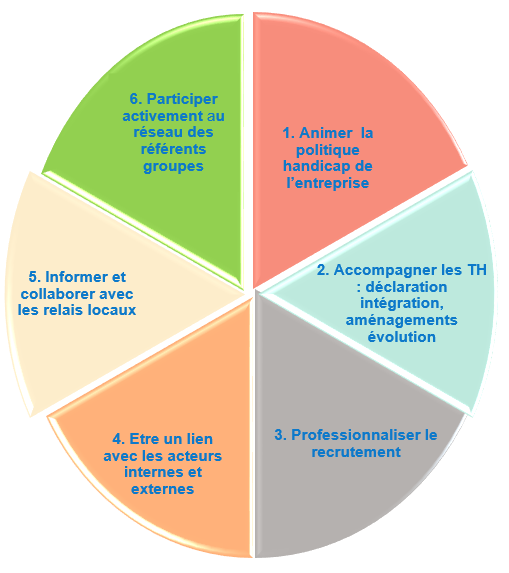 1. Animer  la
politique
handicap de
l’entreprise
2. Accompagner les TH
: déclaration
intégration,
aménagements
évolution
3. Professionnaliser le
recrutement
4. Etre un lien
avec les acteurs
internes et
externes
5. Informer et
collaborer avec
les relais locaux
6. Participer
activement au
réseau des
référents
groupes